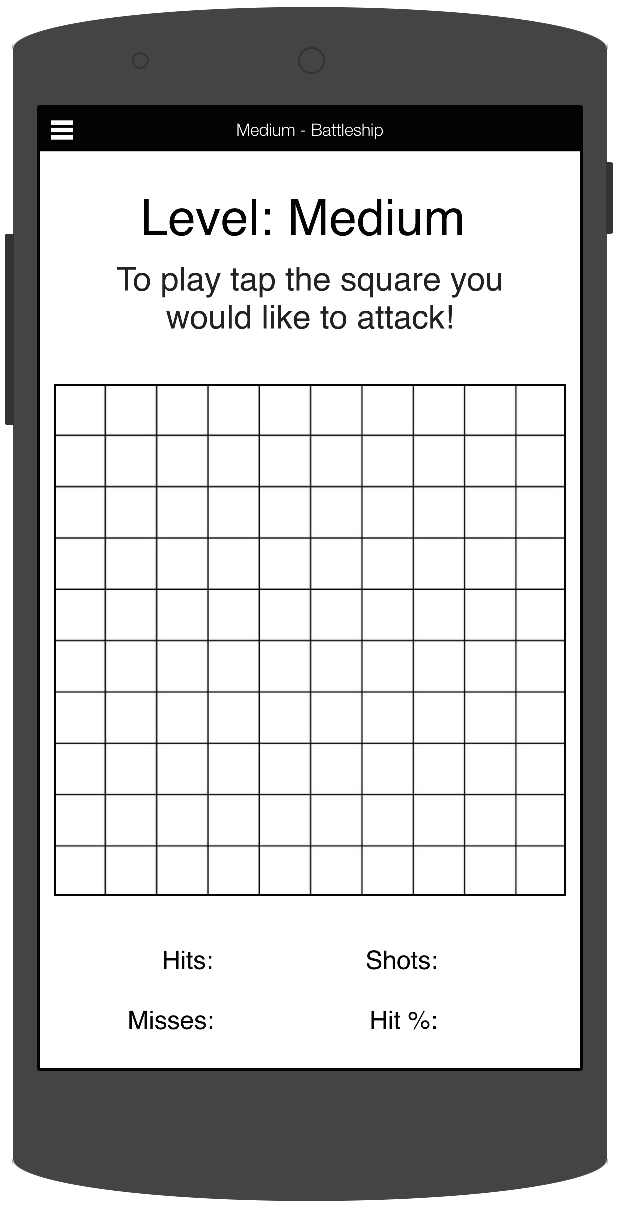 Medium - Battleship
Level: Medium
To play tap the square you
would like to attack!
Hits:
Shots:
Misses:
Hit %: